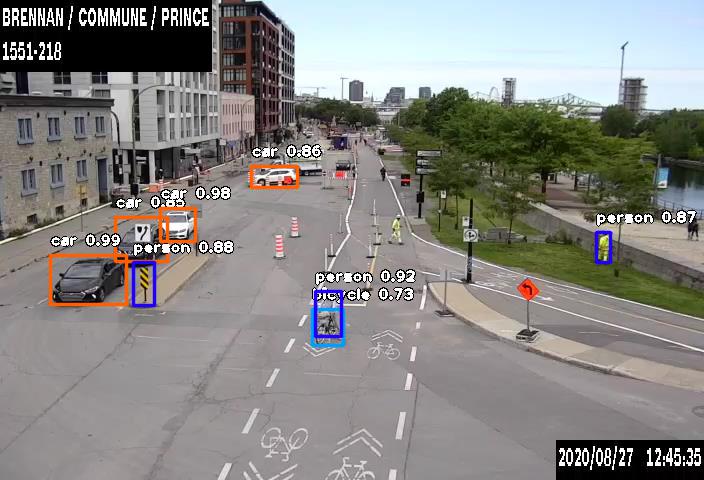 BRENNAN / COMMUNE / PRINCE
1551-218
car 0.86
car 0.85
car 0.98
person 0.87
car 0.99
person 0.88
person 0.92
bicycle 0.73
2020/08/27 12:45:35